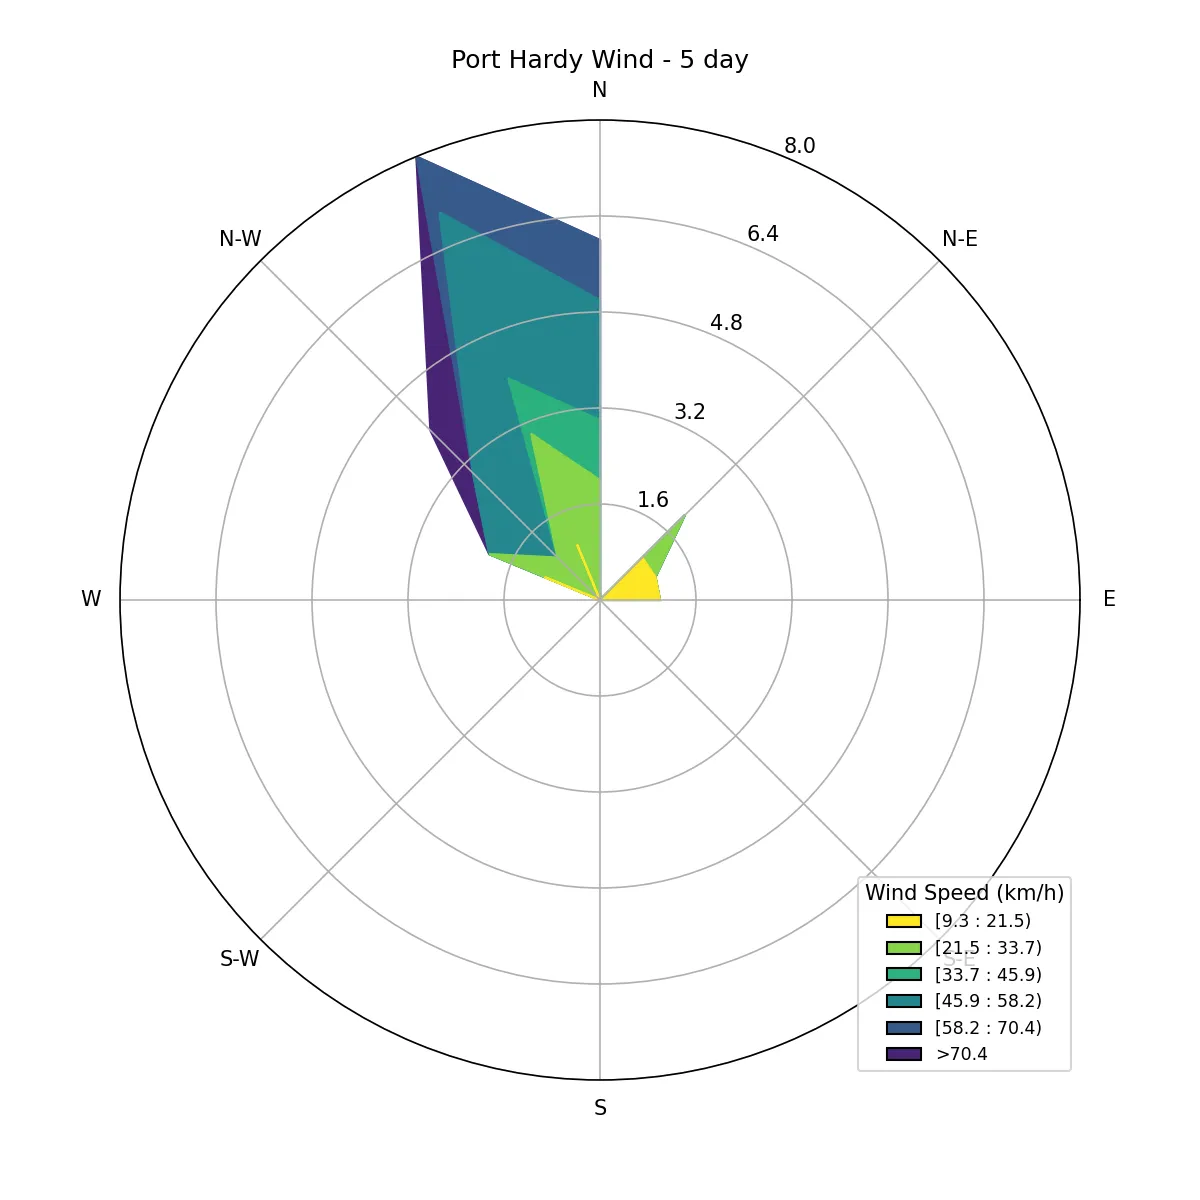 Port Hardy Wind - 5 day
N
8.0
N-W
6.4
N-E
4.8
3.2
1.6
W
E
S-W
S-E
S
Wind Speed (km/h)
[9.3 : 21.5)
[21.5 : 33.7)
[33.7 : 45.9)
[45.9 : 58.2)
[58.2 : 70.4)
>70.4